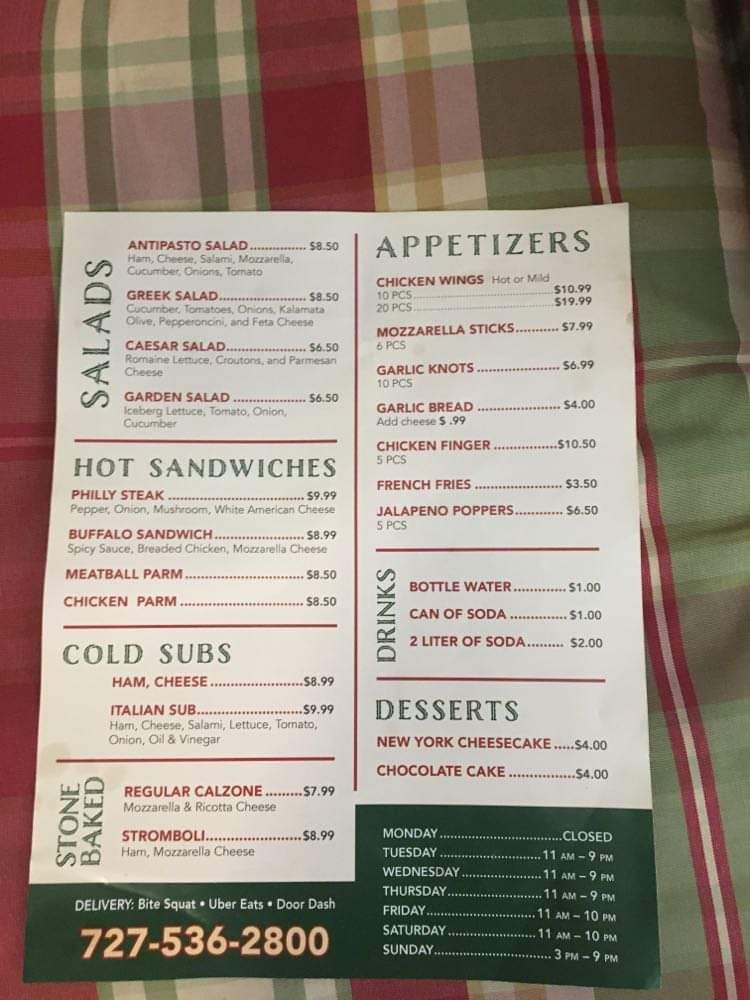 SALADS
ANTIPASTO SALAD ............... $8.50
Ham, Cheese, Salami, Mozzarella,
Cucumber, Onions, Tomato
GREEK SALAD ....................... $8.50
Cucumber, Tomatoes, Onions, Kalamata
Olive, Pepperoncini, and Feta Cheese
CAESAR SALAD ..................... $6.50
Romaine Lettuce, Croutons, and Parmesan
Cheese
GARDEN SALAD ................... $6.50
Iceberg Lettuce, Tomato, Onion,
Cucumber
HOT SANDWICHES
PHILLY STEAK .................................. $9.99
Pepper, Onion, Mushroom, White American Cheese
BUFFALO SANDWICH ....................... $8.99
Spicy Sauce, Breaded Chicken, Mozzarella Cheese
MEATBALL PARM .............................. $8.50
CHICKEN PARM ............................... $8.50
COLD SUBS
HAM, CHEESE ....................... $8.99
ITALIAN SUB .......................... $9.99
Ham, Cheese, Salami, Lettuce, Tomato,
Onion, Oil & Vinegar
STONE
BAKED
REGULAR CALZONE ......... $7.99
Mozzarella & Ricotta Cheese
STROMBOLI ........................ $8.99
Ham, Mozzarella Cheese
DELIVERY: Bite Squat • Uber Eats • Door Dash
727-536-2800
APPETIZERS
CHICKEN WINGS Hot or Mild
10 PCS ................................... $10.99
20 PCS ................................... $19.99
MOZZARELLA STICKS ........... $7.99
6 PCS
GARLIC KNOTS ..................... $6.99
10 PCS
GARLIC BREAD ..................... $4.00
Add cheese $ .99
CHICKEN FINGER ................ $10.50
5 PCS
FRENCH FRIES ...................... $3.50
JALAPENO POPPERS ............ $6.50
5 PCS
DRINKS
BOTTLE WATER ............. $1.00
CAN OF SODA .............. $1.00
2 LITER OF SODA ......... $2.00
DESSERTS
NEW YORK CHEESECAKE ..... $4.00
CHOCOLATE CAKE ................. $4.00
MONDAY ............................... CLOSED
TUESDAY .......................... 11 AM – 9 PM
WEDNESDAY .................... 11 AM – 9 PM
THURSDAY ....................... 11 AM – 9 PM
FRIDAY ............................ 11 AM – 10 PM
SATURDAY ...................... 11 AM – 10 PM
SUNDAY ............................. 3 PM – 9 PM